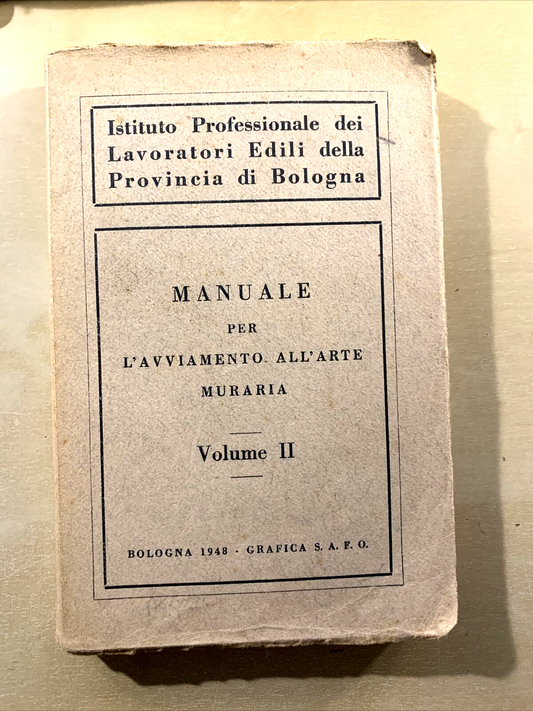 Istituto Professionale dei
Lavoratori Edili della
Provincia di Bologna
MANUALE
PER
L'AVVIAMENTO ALL'ARTE
MURARIA
Volume II
BOLOGNA 1948 - GRAFICA S. A. F. O.